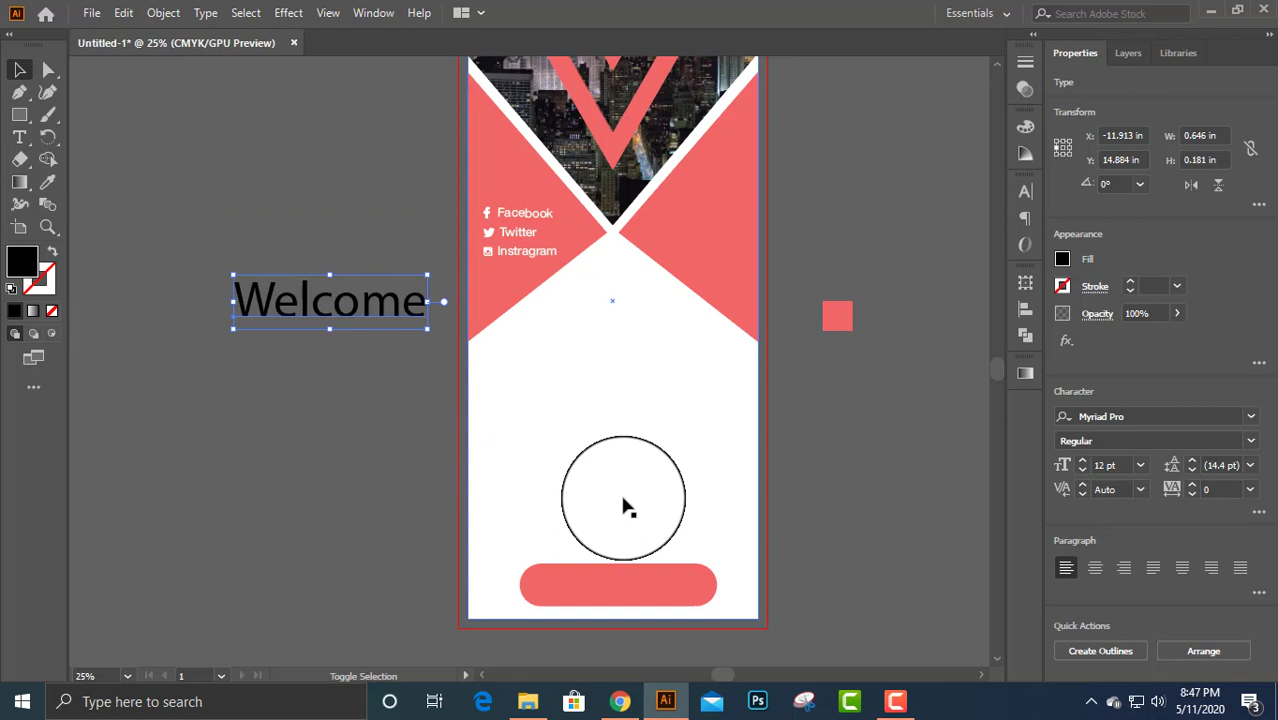 File Edit Object Type Select Effect View Window Help
Essentials
Search Adobe Stock
Untitled-1* @ 25% (CMYK/GPU Preview)
Facebook
Twitter
Instragram
Welcome
Properties Layers Libraries
Type
Transform
X: -11.913 in W: 0.646 in
Y: 14.884 in H: 0.181 in
0°
Appearance
Fill
Stroke
Opacity 100%
Character
Myriad Pro
Regular
12 pt (14.4 pt)
Auto 0
Paragraph
Quick Actions
Create Outlines Arrange
25% 1 Toggle Selection
Type here to search
8:47 PM
5/11/2020
3